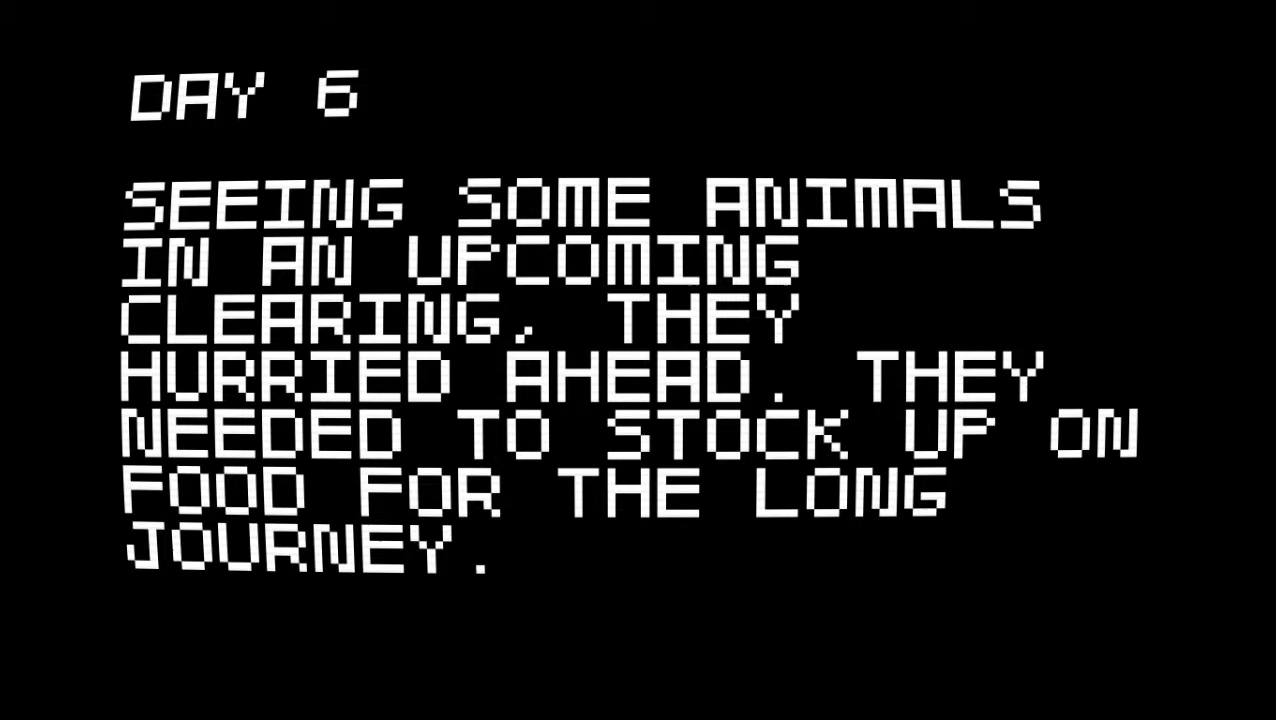 DAY 6
SEEING SOME ANIMALS
IN AN UPCOMING
CLEARING, THEY
HURRIED AHEAD. THEY
NEEDED TO STOCK UP ON
FOOD FOR THE LONG
JOURNEY.